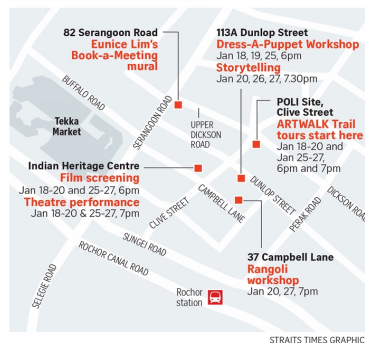 82 Serangoon Road
Eunice Lim's
Book-a-Meeting
mural
113A Dunlop Street
Dress-A-Puppet Workshop
Jan 18, 19, 25, 6pm
Storytelling
Jan 20, 26, 27, 7.30pm
BUFFALO ROAD
SERANGOON ROAD
UPPER
DICKSON
ROAD
POLI Site,
Clive Street
ARTWALK Trail
tours start here
Jan 18-20 and
Jan 25-27,
6pm and 7pm
Tekka
Market
Indian Heritage Centre
Film screening
Jan 18-20 and 25-27, 6pm
Theatre performance
Jan 18-20 & 25-27, 7pm
CLIVE STREET
CAMPBELL LANE
DUNLOP STREET
PERAK ROAD
DICKSON ROA
SUNGEI ROAD
ROCHOR CANAL ROAD
SELEGIE ROAD
37 Campbell Lane
Rangoli
workshop
Jan 20, 27, 7pm
Rochor
station
STRAITS TIMES GRAPHIC